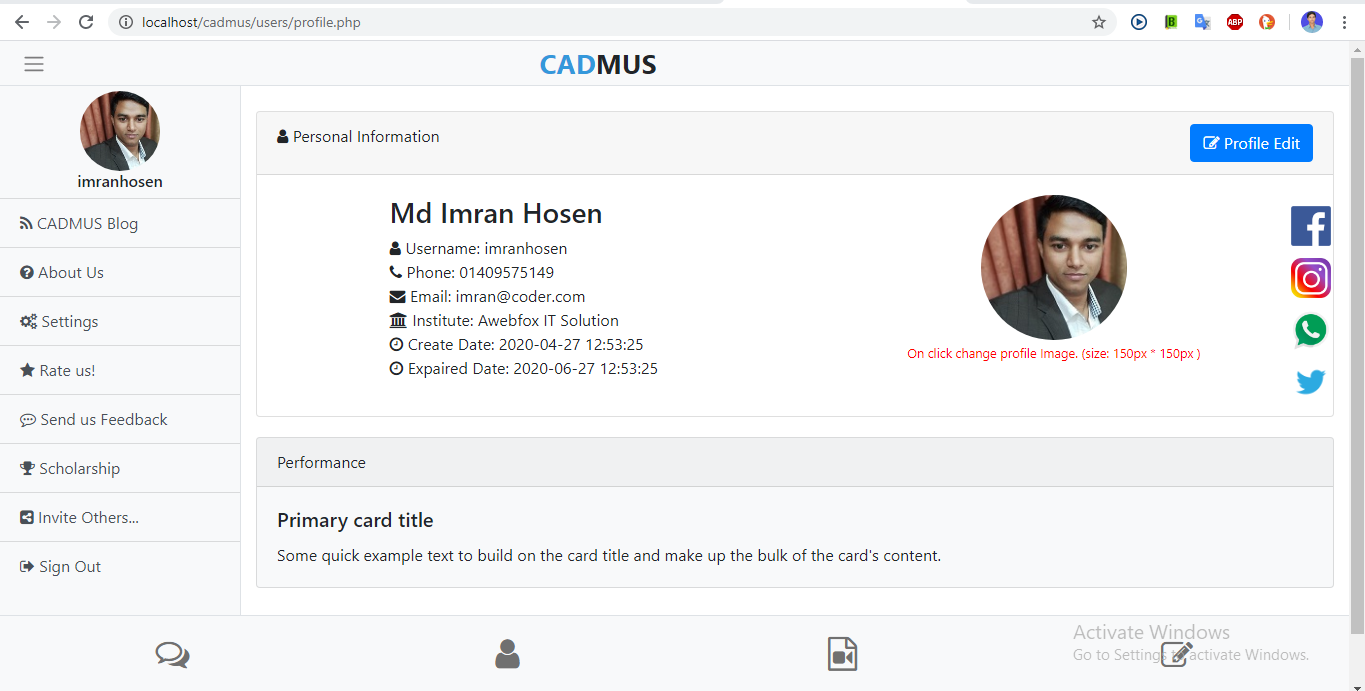 localhost/cadmus/users/profile.php
CADMUS
imranhosen
CADMUS Blog
About Us
Settings
Rate us!
Send us Feedback
Scholarship
Invite Others...
Sign Out
Personal Information
Profile Edit
Md Imran Hosen
Username: imranhosen
Phone: 01409575149
Email: imran@coder.com
Institute: Awebfox IT Solution
Create Date: 2020-04-27 12:53:25
Expaired Date: 2020-06-27 12:53:25
On click change profile Image. (size: 150px * 150px )
Performance
Primary card title
Some quick example text to build on the card title and make up the bulk of the card's content.
Activate Windows
Go to Settings to activate Windows.
ABP
B
G